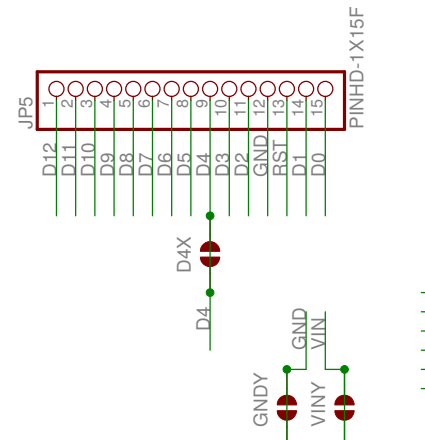 PINHD-1X15F
JP5
1
2
3
4
5
6
7
8
9
10
11
12
13
14
15
D12
D11
D10
D9
D8
D7
D6
D5
D4
D3
D2
GND
RST
D1
D0
D4X
D4
GND
VIN
GNDY
VINY